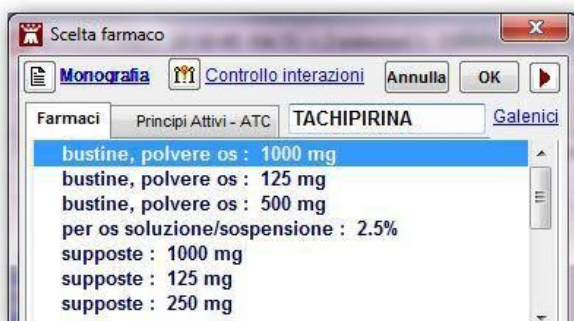 Scelta farmaco
Monografia Controllo interazioni Annulla OK
Farmaci Principi Attivi - ATC TACHIPIRINA Galenici
bustine, polvere os : 1000 mg
bustine, polvere os : 125 mg
bustine, polvere os : 500 mg
per os soluzione/sospensione : 2.5%
supposte : 1000 mg
supposte : 125 mg
supposte : 250 mg